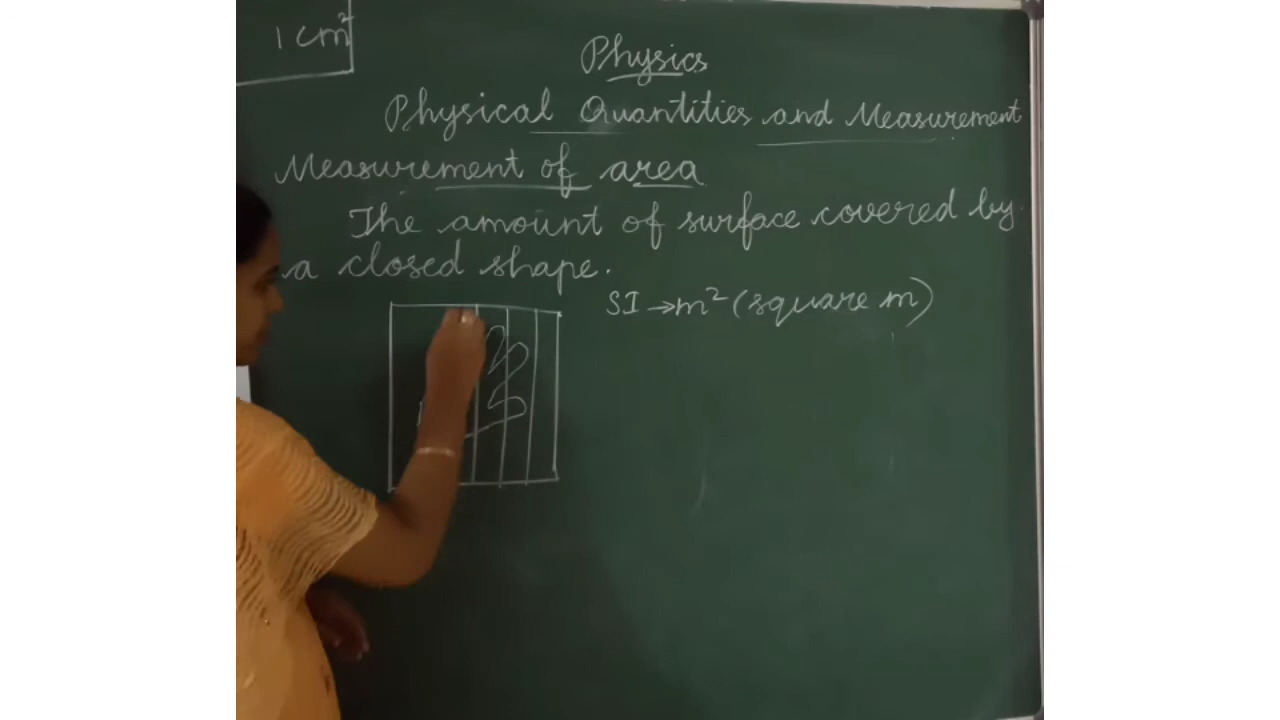 1 cm²
Physics
Physical Quantities and Measurement
Measurement of area
The amount of surface covered by
a closed shape.
SI → m² (square m)